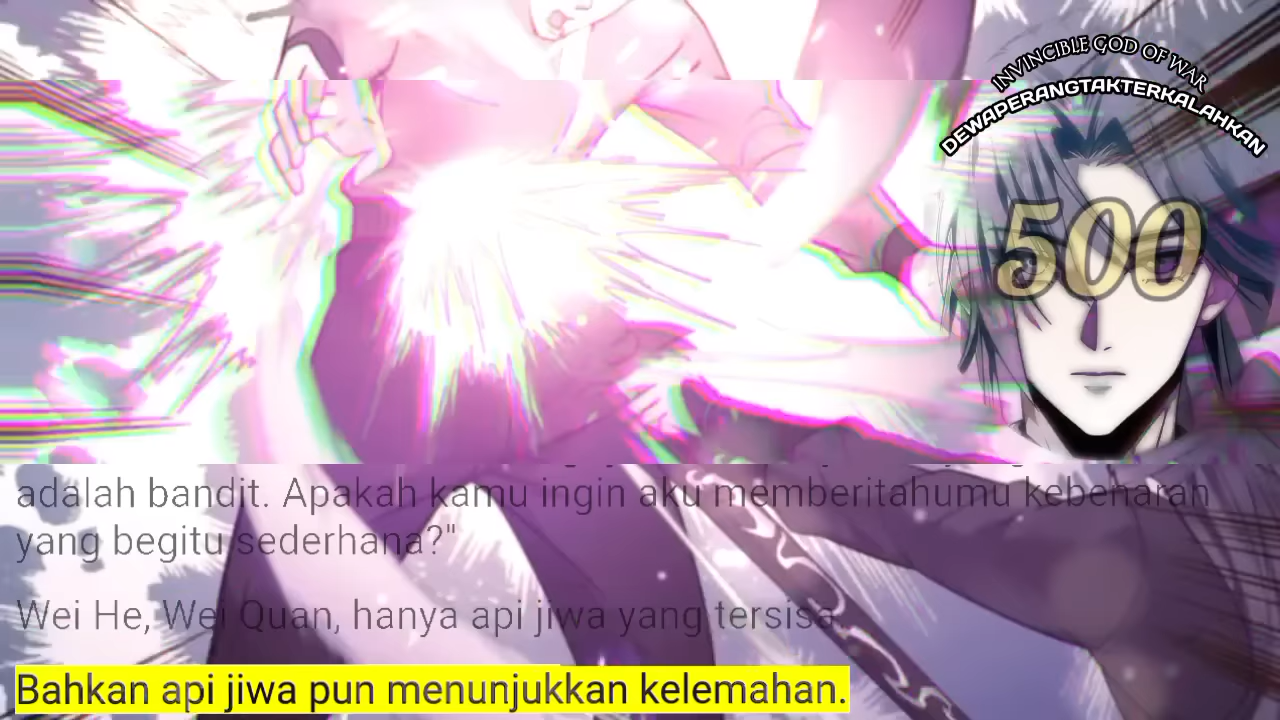 INVINCIBLE GOD OF WAR
DEWAPERANGTAKTERKALAHKAN
500
adalah bandit. Apakah kamu ingin aku memberitahumu kebenaran
yang begitu sederhana?"
Wei He, Wei Quan, hanya api jiwa yang tersisa.
Bahkan api jiwa pun menunjukkan kelemahan.